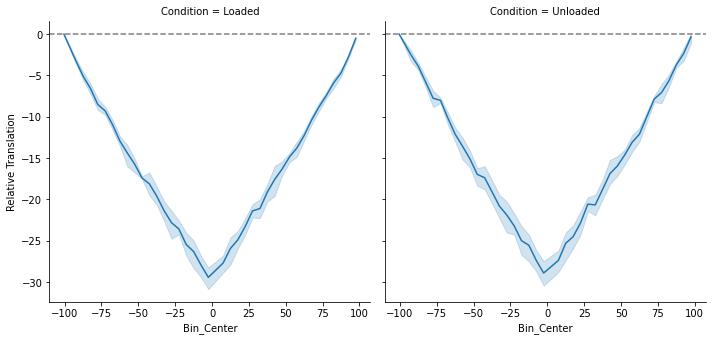 Condition = Loaded
Condition = Unloaded
Relative Translation
0
−5
−10
−15
−20
−25
−30
−100 −75 −50 −25 0 25 50 75 100
−100 −75 −50 −25 0 25 50 75 100
Bin_Center
Bin_Center